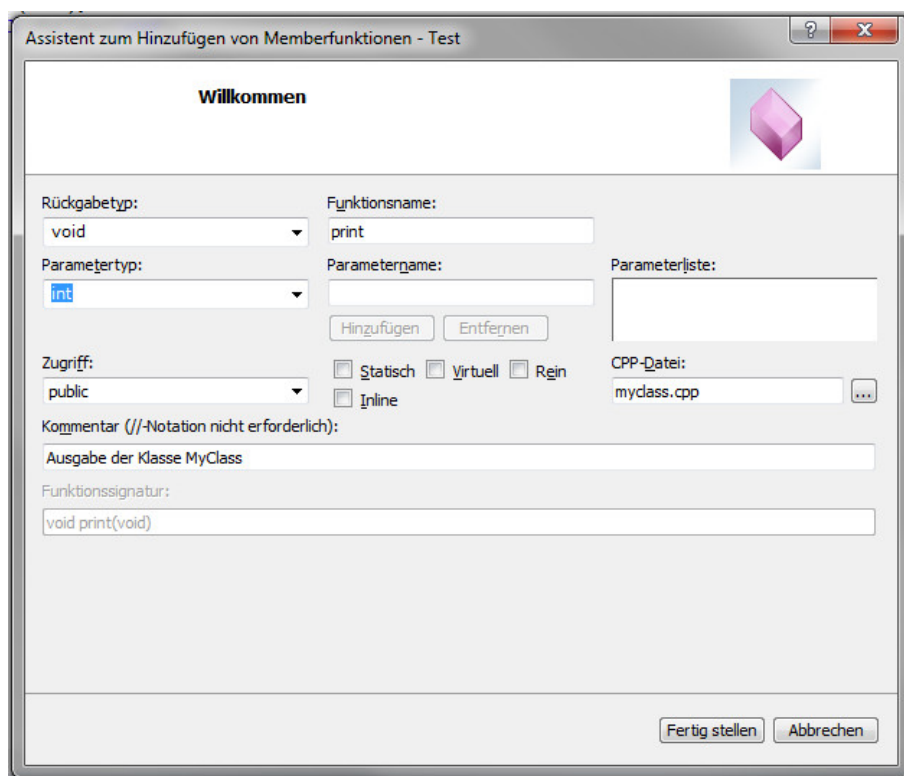 Assistent zum Hinzufügen von Memberfunktionen - Test
?
Willkommen
Rückgabetyp:
Funktionsname:
void
print
Parametertyp:
Parametername:
Parameterliste:
int
Hinzufügen
Entfernen
Zugriff:
Statisch
Virtuell
Rein
CPP-Datei:
public
Inline
myclass.cpp
...
Kommentar (//-Notation nicht erforderlich):
Ausgabe der Klasse MyClass
Funktionssignatur:
void print(void)
Fertig stellen
Abbrechen